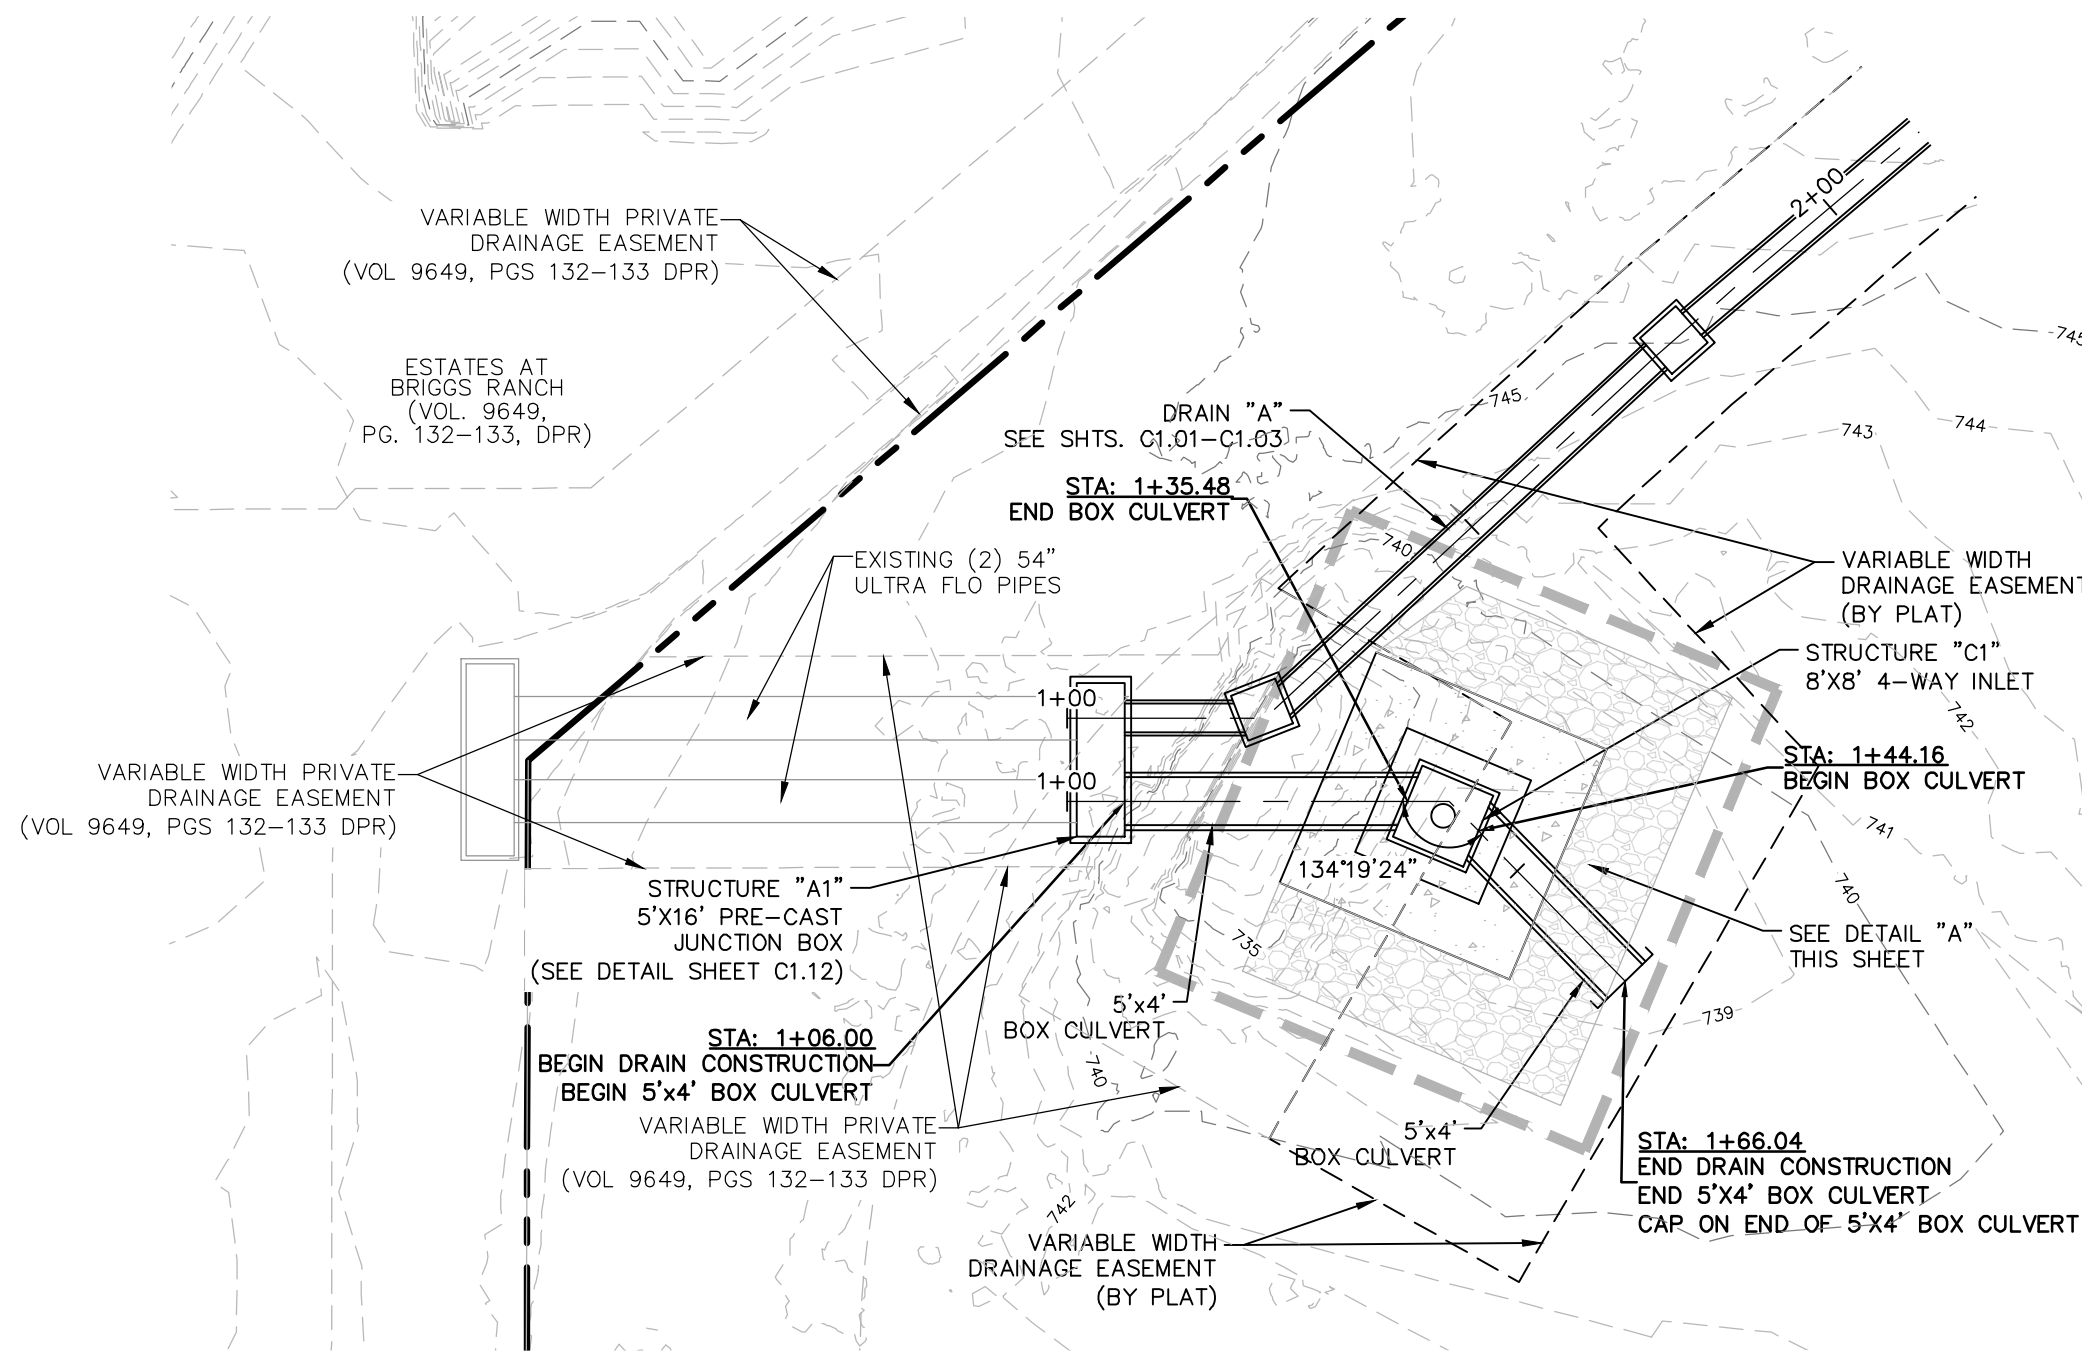 2+00
VARIABLE WIDTH PRIVATE
DRAINAGE EASEMENT
(VOL 9649, PGS 132-133 DPR)
745
ESTATES AT
BRIGGS RANCH
(VOL. 9649,
PG. 132-133, DPR)
745
744
743
DRAIN "A"
SEE SHTS. C1.01-C1.03
STA: 1+35.48
END BOX CULVERT
740
EXISTING (2) 54"
ULTRA FLO PIPES
VARIABLE WIDTH
DRAINAGE EASEMENT
(BY PLAT)
STRUCTURE "C1"
8'X8' 4-WAY INLET
1+00
742
STA: 1+44.16
BEGIN BOX CULVERT
1+00
VARIABLE WIDTH PRIVATE
DRAINAGE EASEMENT
(VOL 9649, PGS 132-133 DPR)
741
134°19'24"
740
STRUCTURE "A1"
5'X16' PRE-CAST
JUNCTION BOX
(SEE DETAIL SHEET C1.12)
735
SEE DETAIL "A"
THIS SHEET
5'x4'
BOX CULVERT
739
STA: 1+06.00
BEGIN DRAIN CONSTRUCTION
BEGIN 5'x4' BOX CULVERT
740
VARIABLE WIDTH PRIVATE
DRAINAGE EASEMENT
(VOL 9649, PGS 132-133 DPR)
5'x4'
BOX CULVERT
STA: 1+66.04
END DRAIN CONSTRUCTION
END 5'X4' BOX CULVERT
CAP ON END OF 5'X4' BOX CULVERT
742
VARIABLE WIDTH
DRAINAGE EASEMENT
(BY PLAT)